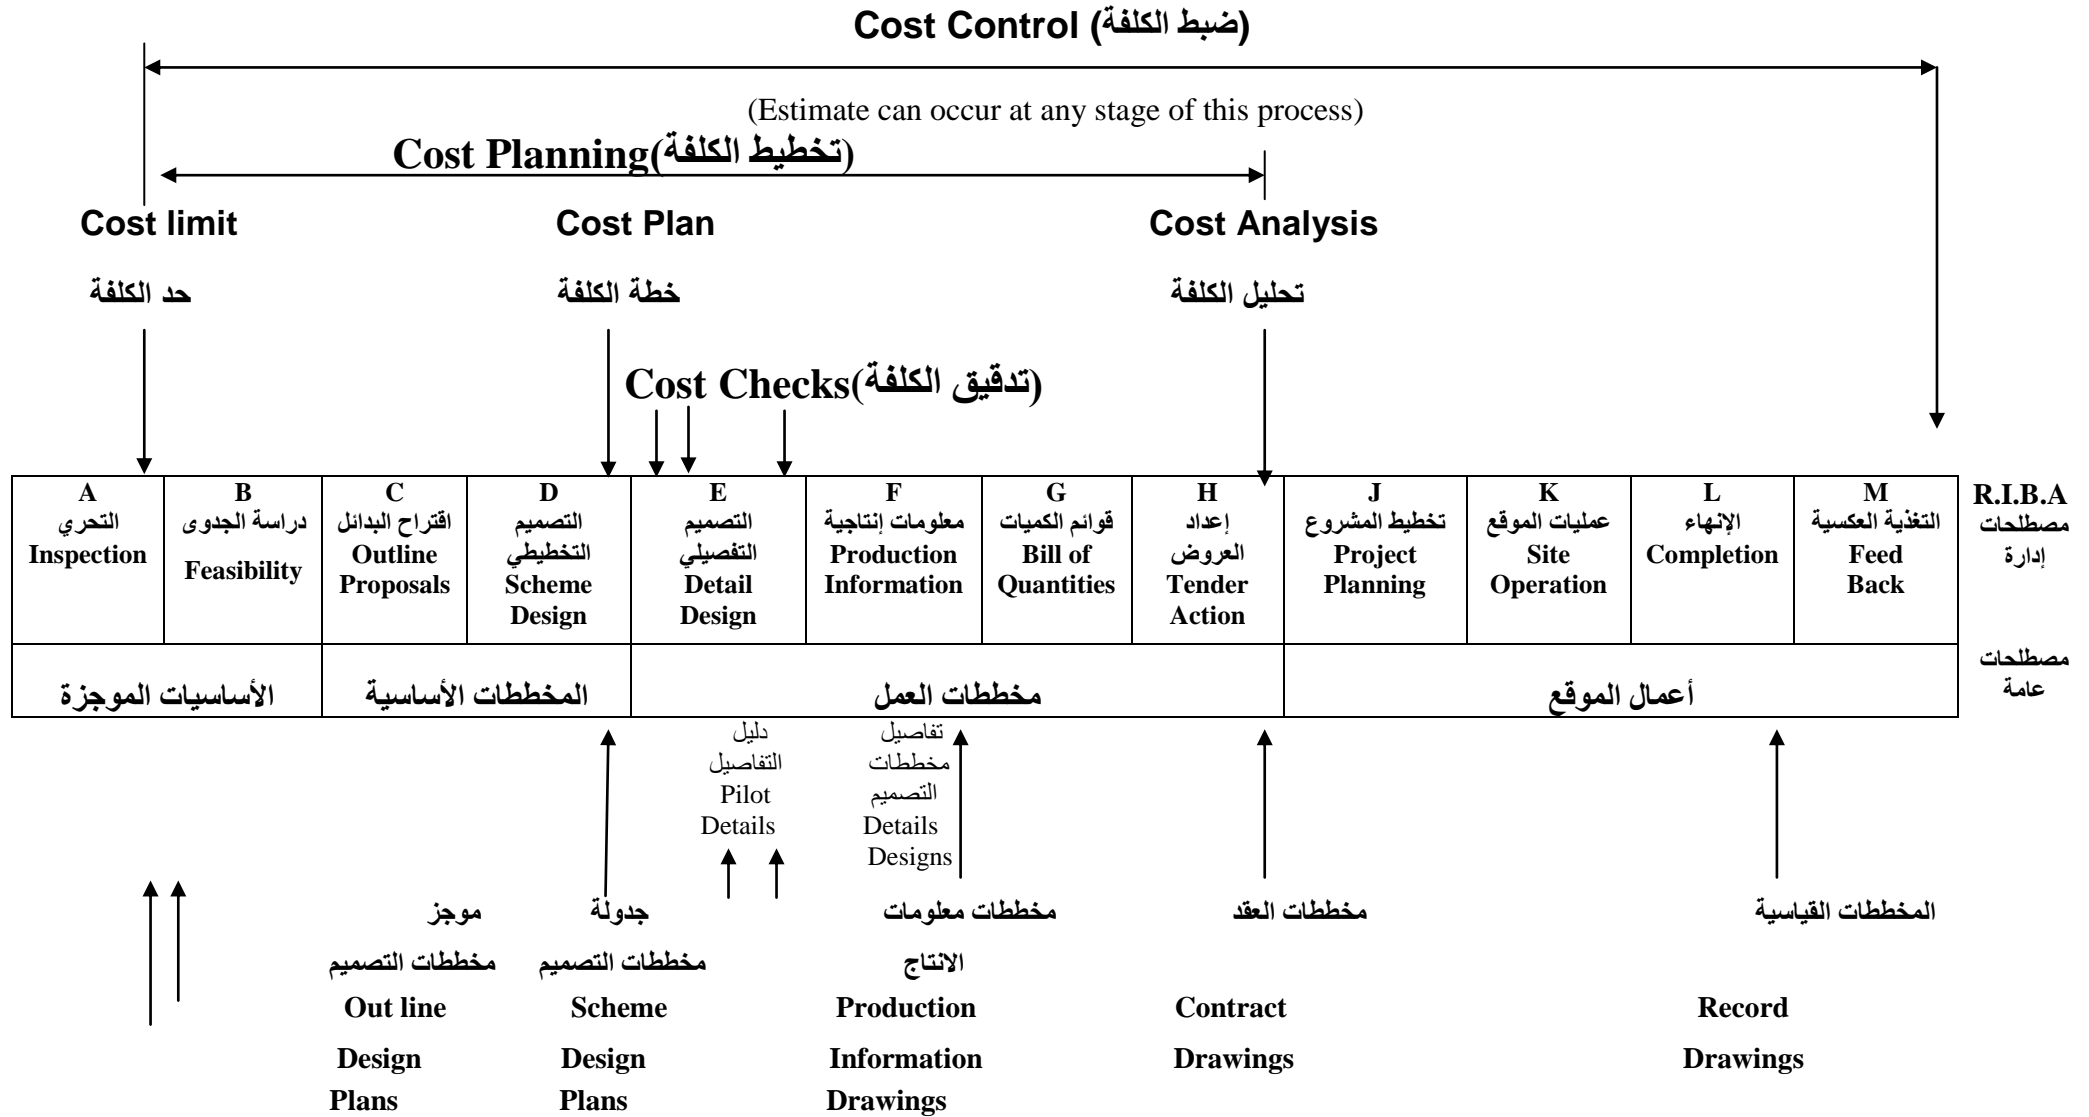 Cost Control (ضبط الكلفة)
(Estimate can occur at any stage of this process)
Cost Planning(تخطيط الكلفة)
Cost limit
Cost Plan
Cost Analysis
حد الكلفة
خطة الكلفة
تحليل الكلفة
Cost Checks(تدقيق الكلفة)
A
التحري
Inspection
B
دراسة الجدوى
Feasibility
C
اقتراح البدائل
Outline
Proposals
D
التصميم
التخطيطي
Scheme
Design
E
التصميم
التفصيلي
Detail
Design
F
معلومات إنتاجية
Production
Information
G
قوائم الكميات
Bill of
Quantities
H
إعداد
العروض
Tender
Action
J
تخطيط المشروع
Project
Planning
K
عمليات الموقع
Site
Operation
L
الإنهاء
Completion
M
التغذية العكسية
Feed
Back
R.I.B.A
مصطلحات
إدارة
الأساسيات الموجزة
المخططات الأساسية
مخططات العمل
أعمال الموقع
مصطلحات
عامة
دليل
التفاصيل
Pilot
Details
تفاصيل
مخططات
التصميم
Details
Designs
موجز
مخططات التصميم
Out line
Design
Plans
جدولة
مخططات التصميم
Scheme
Design
Plans
مخططات معلومات
الانتاج
Production
Information
Drawings
مخططات العقد
Contract
Drawings
المخططات القياسية
Record
Drawings